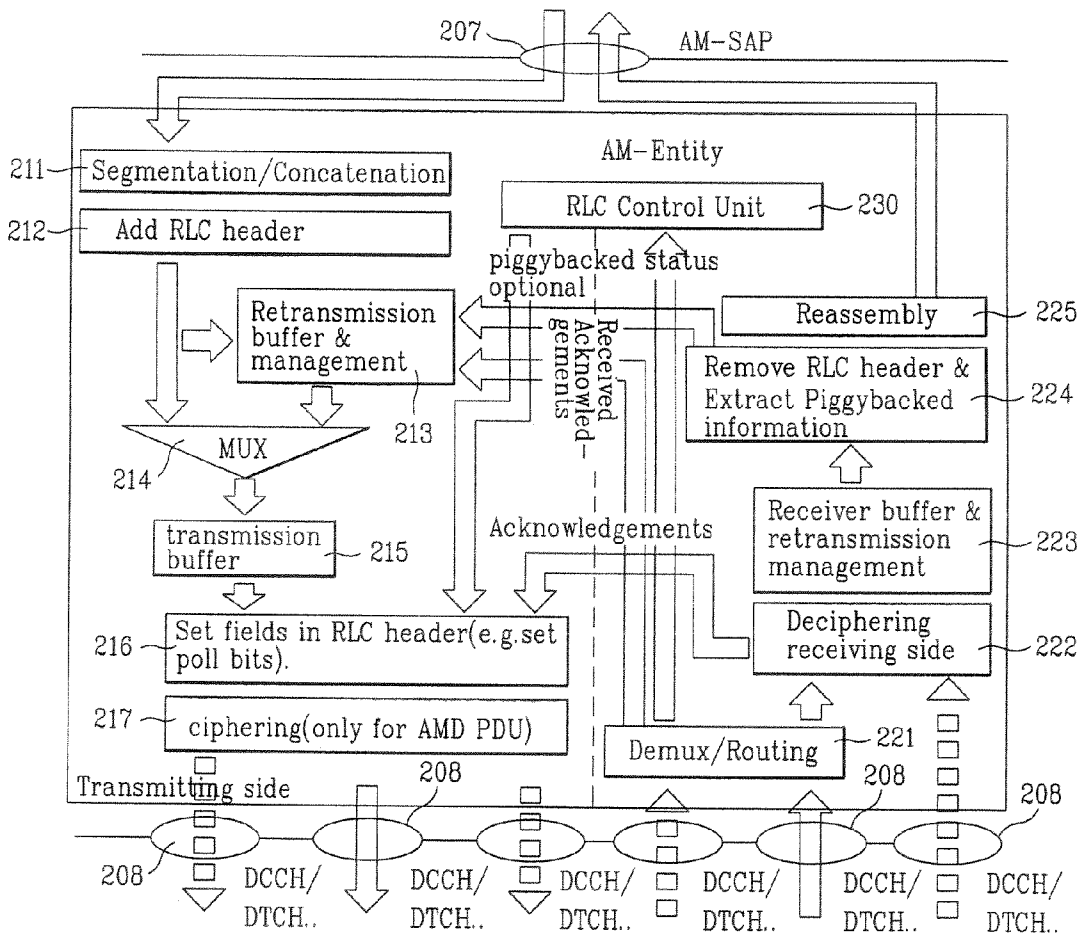 207
AM-SAP
211
Segmentation/Concatenation
AM-Entity
RLC Control Unit
230
212
Add RLC header
piggybacked status
optional
Retransmission
buffer &
management
213
Received
Acknowled-
gements
Reassembly
225
Remove RLC header &
Extract Piggybacked
information
224
MUX
214
transmission
buffer
215
Acknowledgements
Receiver buffer &
retransmission
management
223
216
Set fields in RLC header(e.g.set
poll bits).
Deciphering
receiving side
222
217
ciphering(only for AMD PDU)
Demux/Routing
221
Transmitting side
208
208
208
208
DCCH/
DTCH..
DCCH/
DTCH..
DCCH/
DTCH..
DCCH/
DTCH..
DCCH/
DTCH..
DCCH/
DTCH..